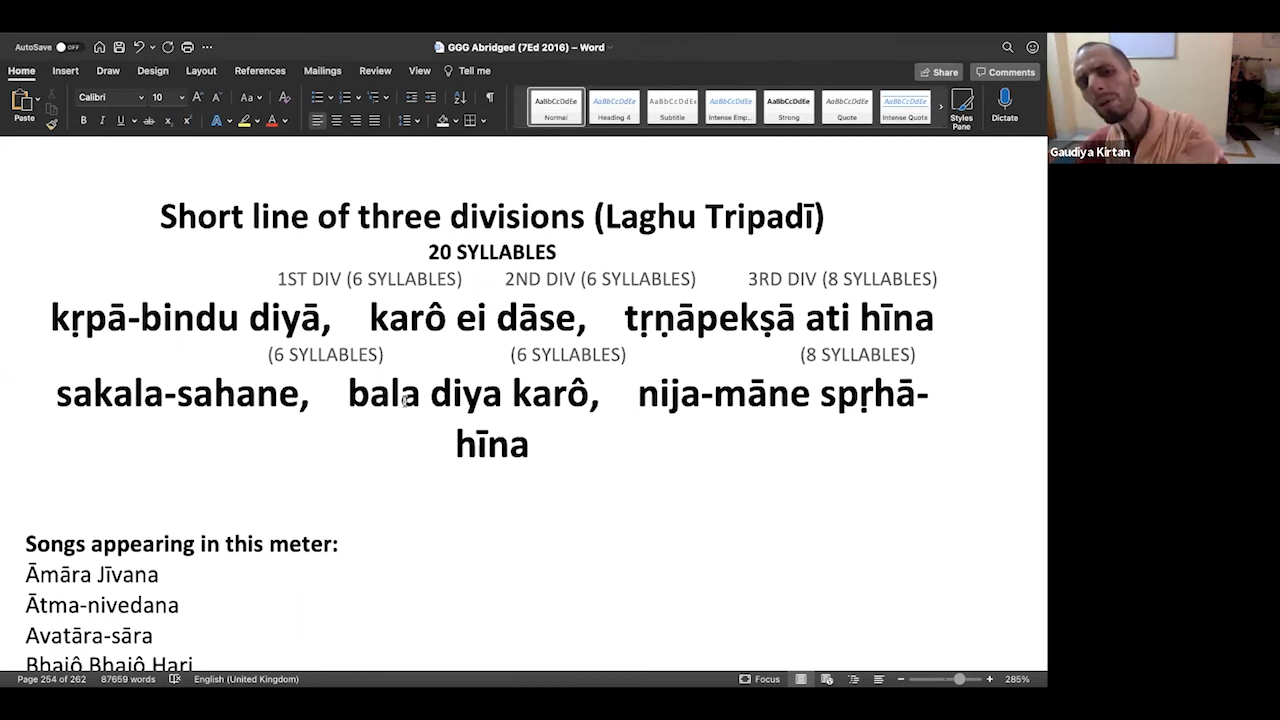 AutoSave OFF
GGG Abridged (7Ed 2016) – Word
Home Insert Draw Design Layout References Mailings Review View Tell me
Share Comments
Paste
Calibri 10
AaBbCcDdEe AaBbCcDdEe AaBbCcDdE AaBbCcDdEe AaBbCcDdEe AaBbCcDdEe AaBbCcDdEe
Normal Heading 4 Subtitle Intense Emp... Strong Quote Intense Quote
Styles Pane
Dictate
Gaudiya Kirtan
Short line of three divisions (Laghu Tripadī)
20 SYLLABLES
1ST DIV (6 SYLLABLES) 2ND DIV (6 SYLLABLES) 3RD DIV (8 SYLLABLES)
kṛpā-bindu diyā, karô ei dāse, tṛṇāpekṣā ati hīna
(6 SYLLABLES) (6 SYLLABLES) (8 SYLLABLES)
sakala-sahane, bala diya karô, nija-māne spṛhā-
hīna
Songs appearing in this meter:
Āmāra Jīvana
Ātma-nivedana
Avatāra-sāra
Bhajô Bhajô Hari
Page 254 of 262 87659 words English (United Kingdom) Focus 285%